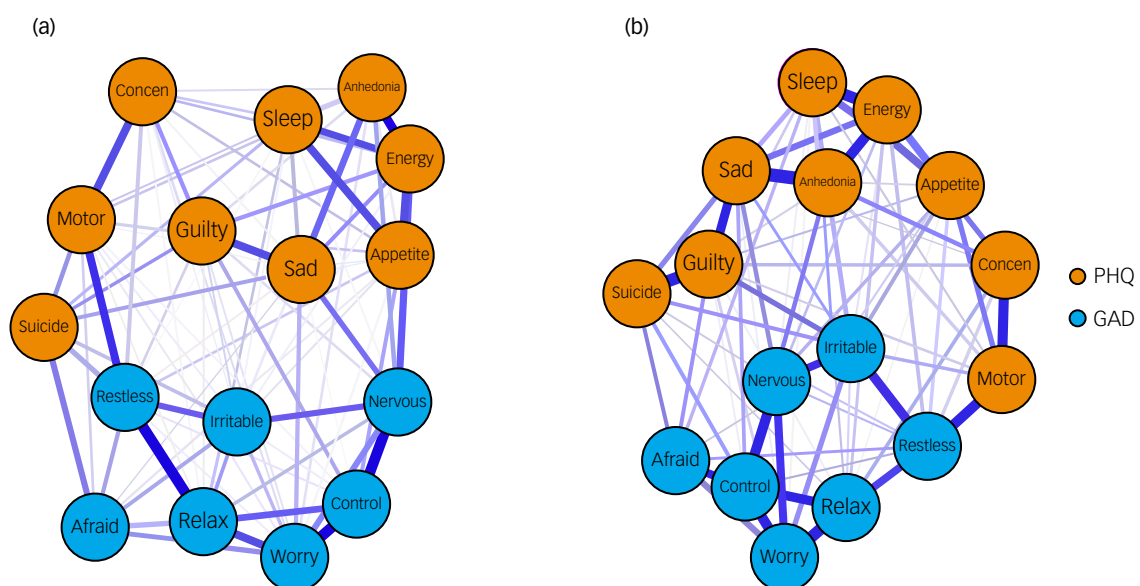 (a)
Concen
Sleep
Anhedonia
Energy
Motor
Guilty
Sad
Appetite
Suicide
Restless
Irritable
Nervous
Afraid
Relax
Control
Worry
(b)
Sleep
Energy
Sad
Anhedonia
Appetite
Guilty
Suicide
Concen
Irritable
Nervous
Motor
Restless
Afraid
Control
Relax
Worry
PHQ
GAD